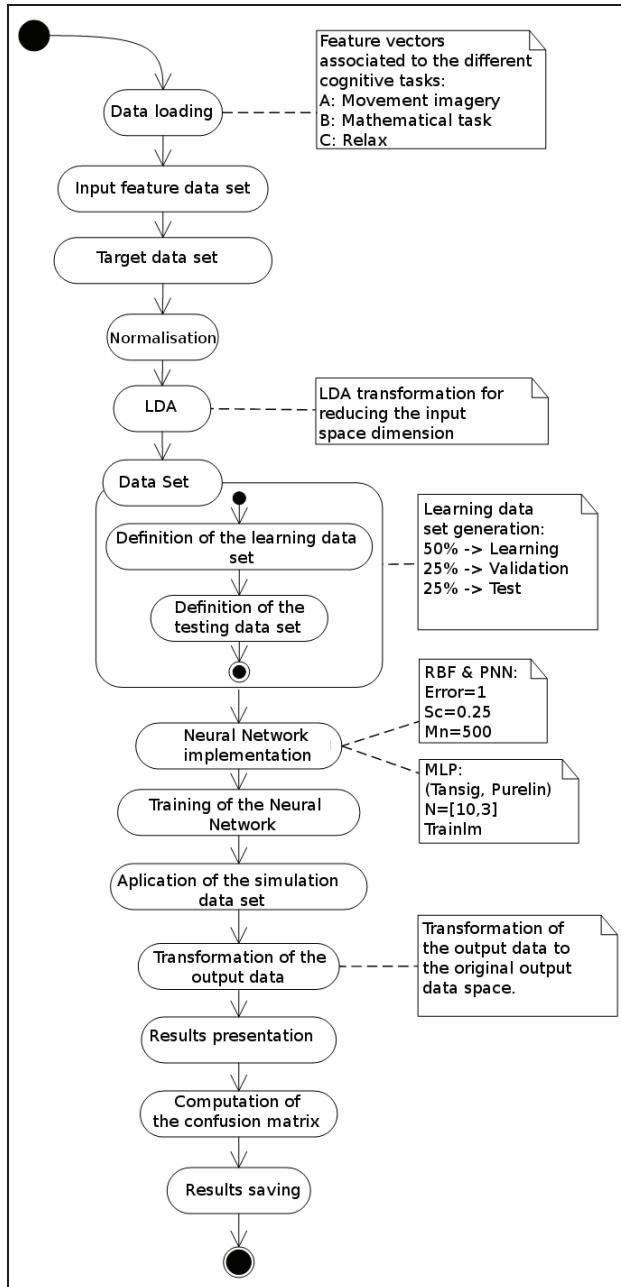 Feature vectors
associated to the different
cognitive tasks:
A: Movement imagery
B: Mathematical task
C: Relax
Data loading
Input feature data set
Target data set
Normalisation
LDA
LDA transformation for
reducing the input
space dimension
Data Set
Definition of the learning data
set
Definition of the
testing data set
Learning data
set generation:
50% -> Learning
25% -> Validation
25% -> Test
RBF & PNN:
Error=1
Sc=0.25
Mn=500
Neural Network
implementation
MLP:
(Tansig, Purelin)
N=[10,3]
Trainlm
Training of the Neural
Network
Aplication of the simulation
data set
Transformation of the
output data
Transformation of
the output data to
the original output
data space.
Results presentation
Computation of
the confusion matrix
Results saving